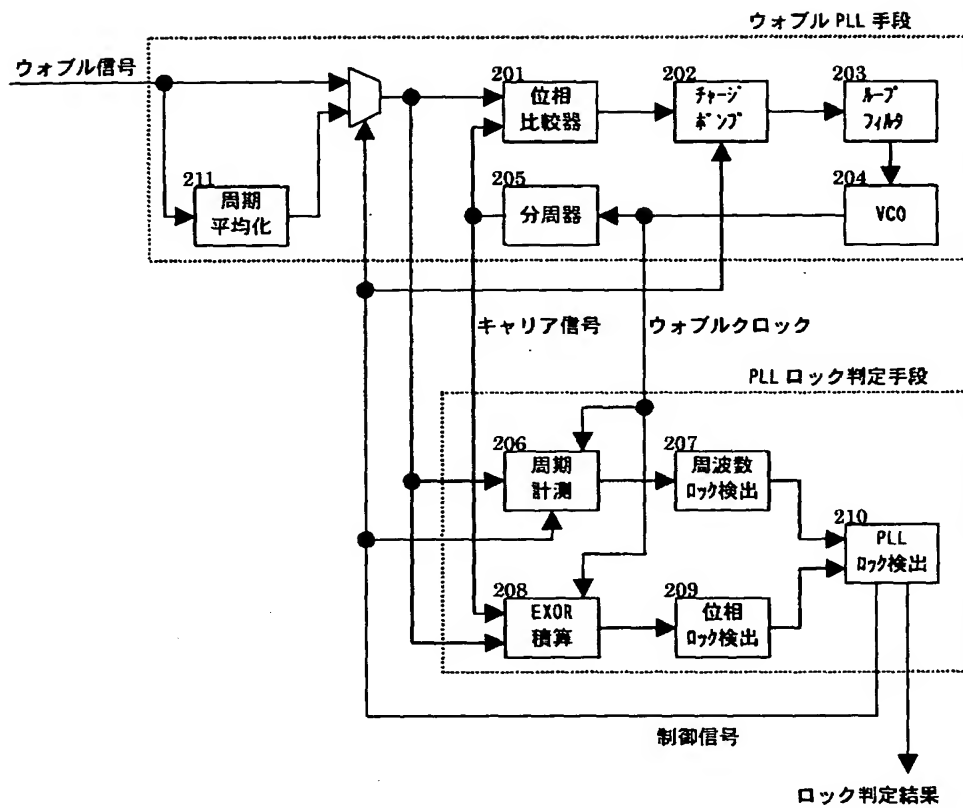 ウォブル PLL 手段
ウォブル信号
201
位相
比較器
202
ﾁｬｰｼﾞ
ﾎﾟﾝﾌﾟ
203
ﾙｰﾌﾟ
ﾌｨﾙﾀ
211
周期
平均化
205
分周器
204
VCO
キャリア信号
ウォブルクロック
PLL ロック判定手段
206
周期
計測
207
周波数
ﾛｯｸ検出
210
PLL
ﾛｯｸ検出
208
EXOR
積算
209
位相
ﾛｯｸ検出
制御信号
ロック判定結果